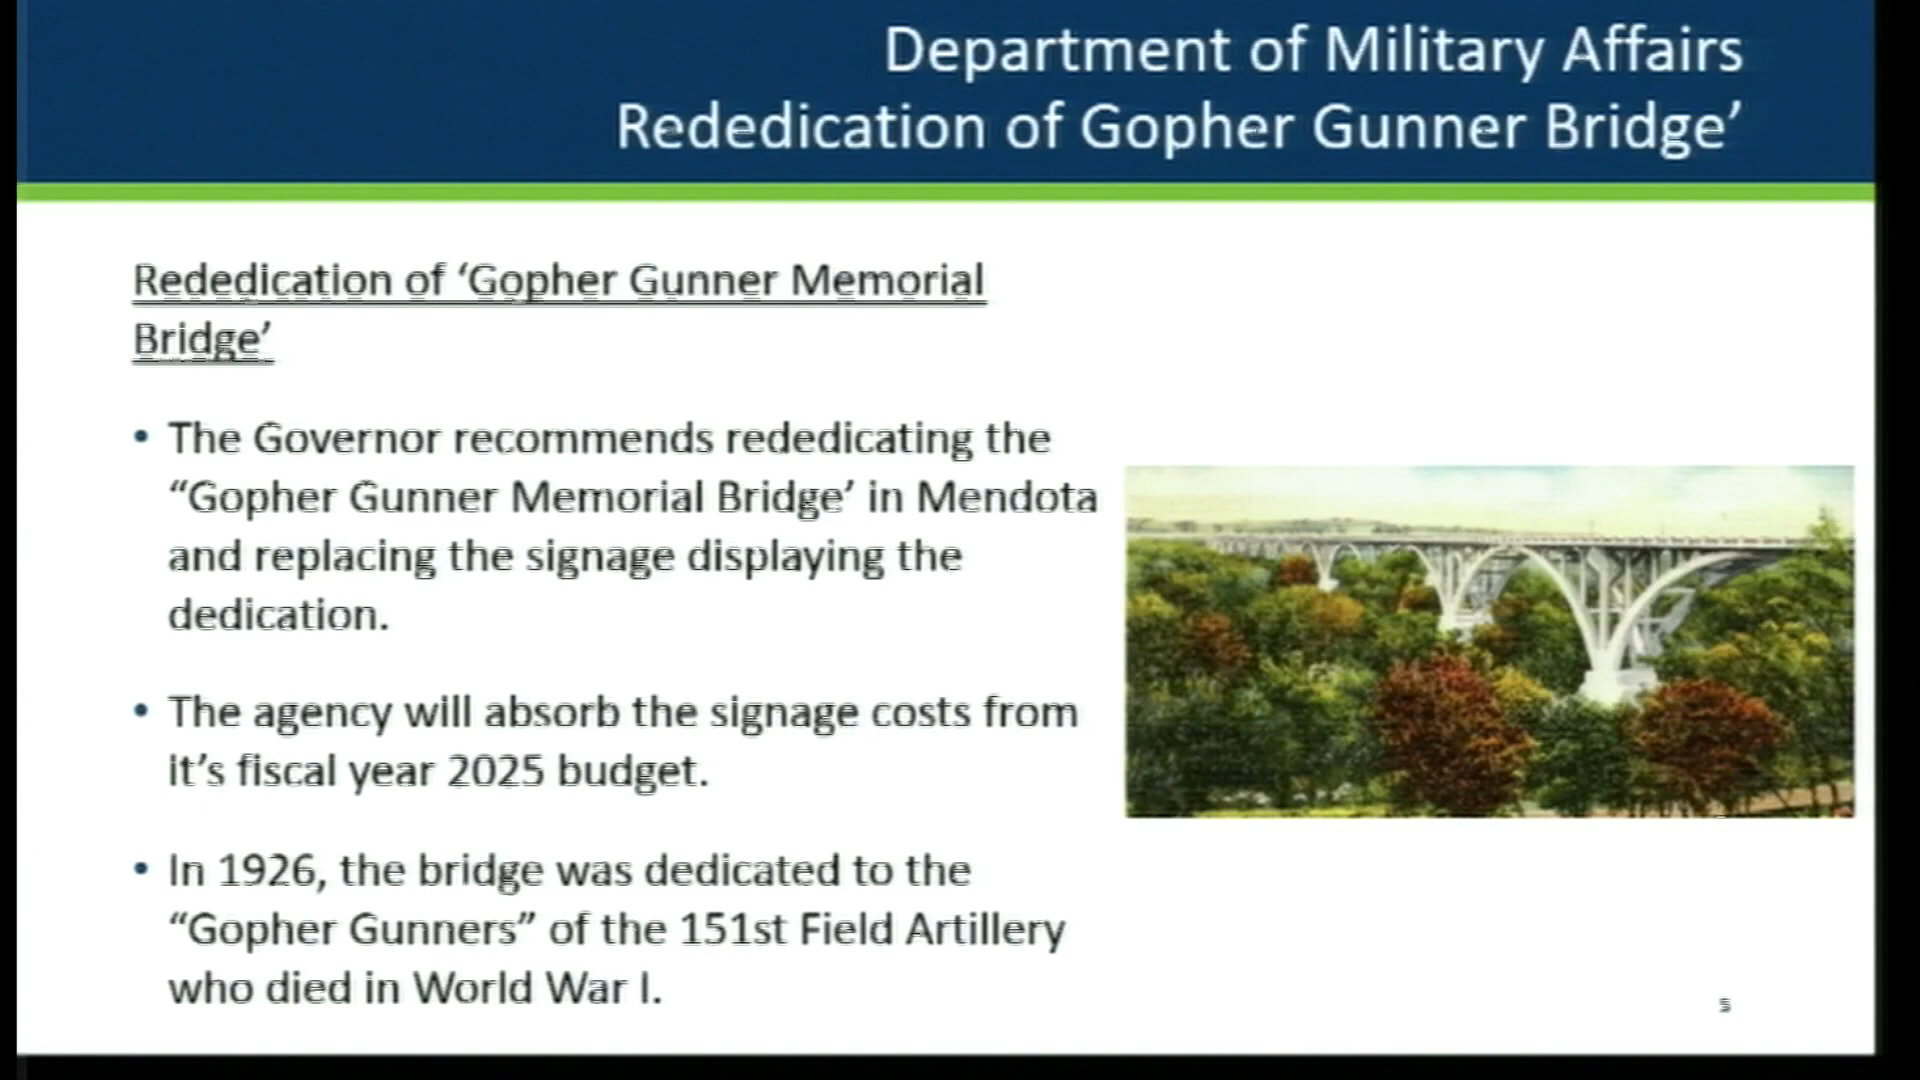 Department of Military Affairs
Rededication of Gopher Gunner Bridge’
Rededication of ‘Gopher Gunner Memorial
Bridge’
• The Governor recommends rededicating the
“Gopher Gunner Memorial Bridge’ in Mendota
and replacing the signage displaying the
dedication.
• The agency will absorb the signage costs from
it’s fiscal year 2025 budget.
• In 1926, the bridge was dedicated to the
“Gopher Gunners” of the 151st Field Artillery
who died in World War I.
5